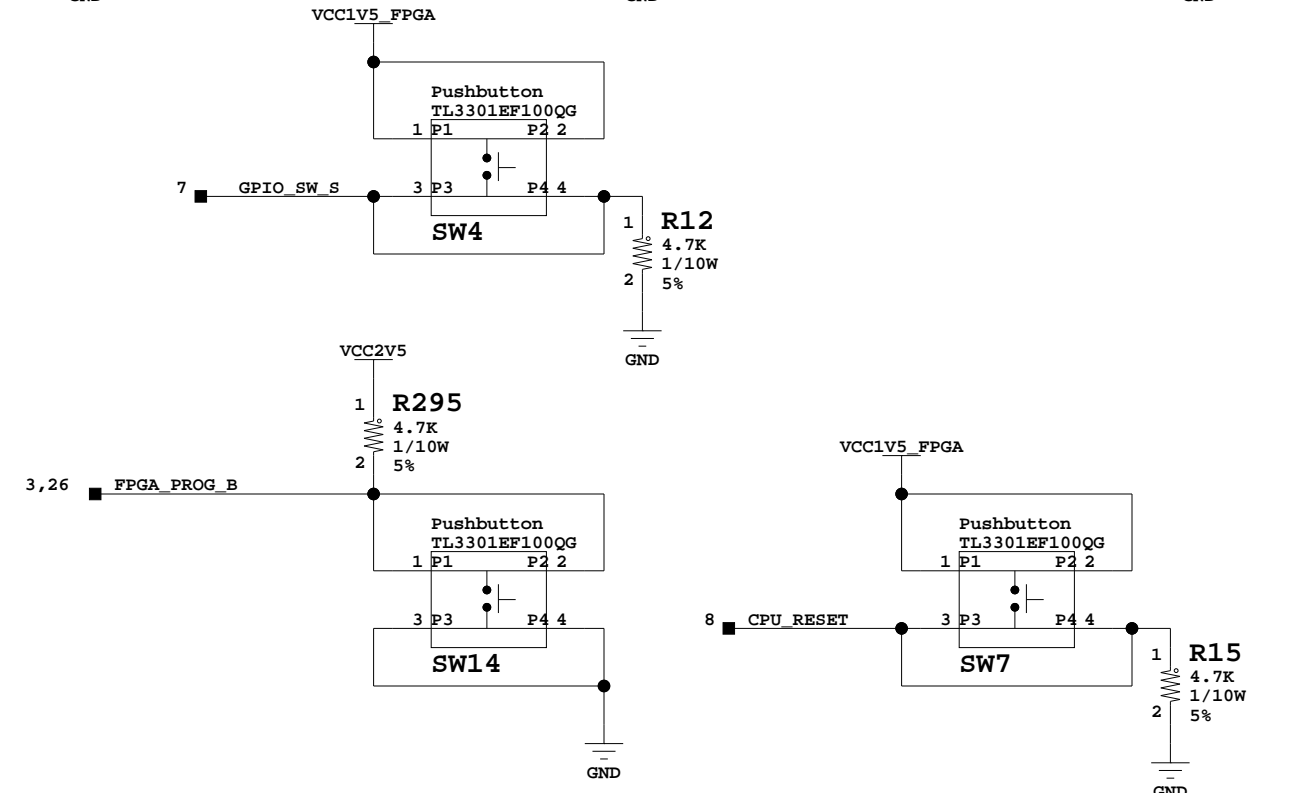 GND GND GND
VCC1V5_FPGA
Pushbutton
TL3301EF100QG
1 P1 P2 2
7 GPIO_SW_S 3 P3 P4 4
SW4
1 R12
4.7K
1/10W
2 5%
GND
VCC2V5
1 R295
4.7K
1/10W
2 5%
3,26 FPGA_PROG_B
Pushbutton
TL3301EF100QG
1 P1 P2 2
3 P3 P4 4
SW14
GND
VCC1V5_FPGA
Pushbutton
TL3301EF100QG
1 P1 P2 2
8 CPU_RESET 3 P3 P4 4
SW7
1 R15
4.7K
1/10W
2 5%
GND